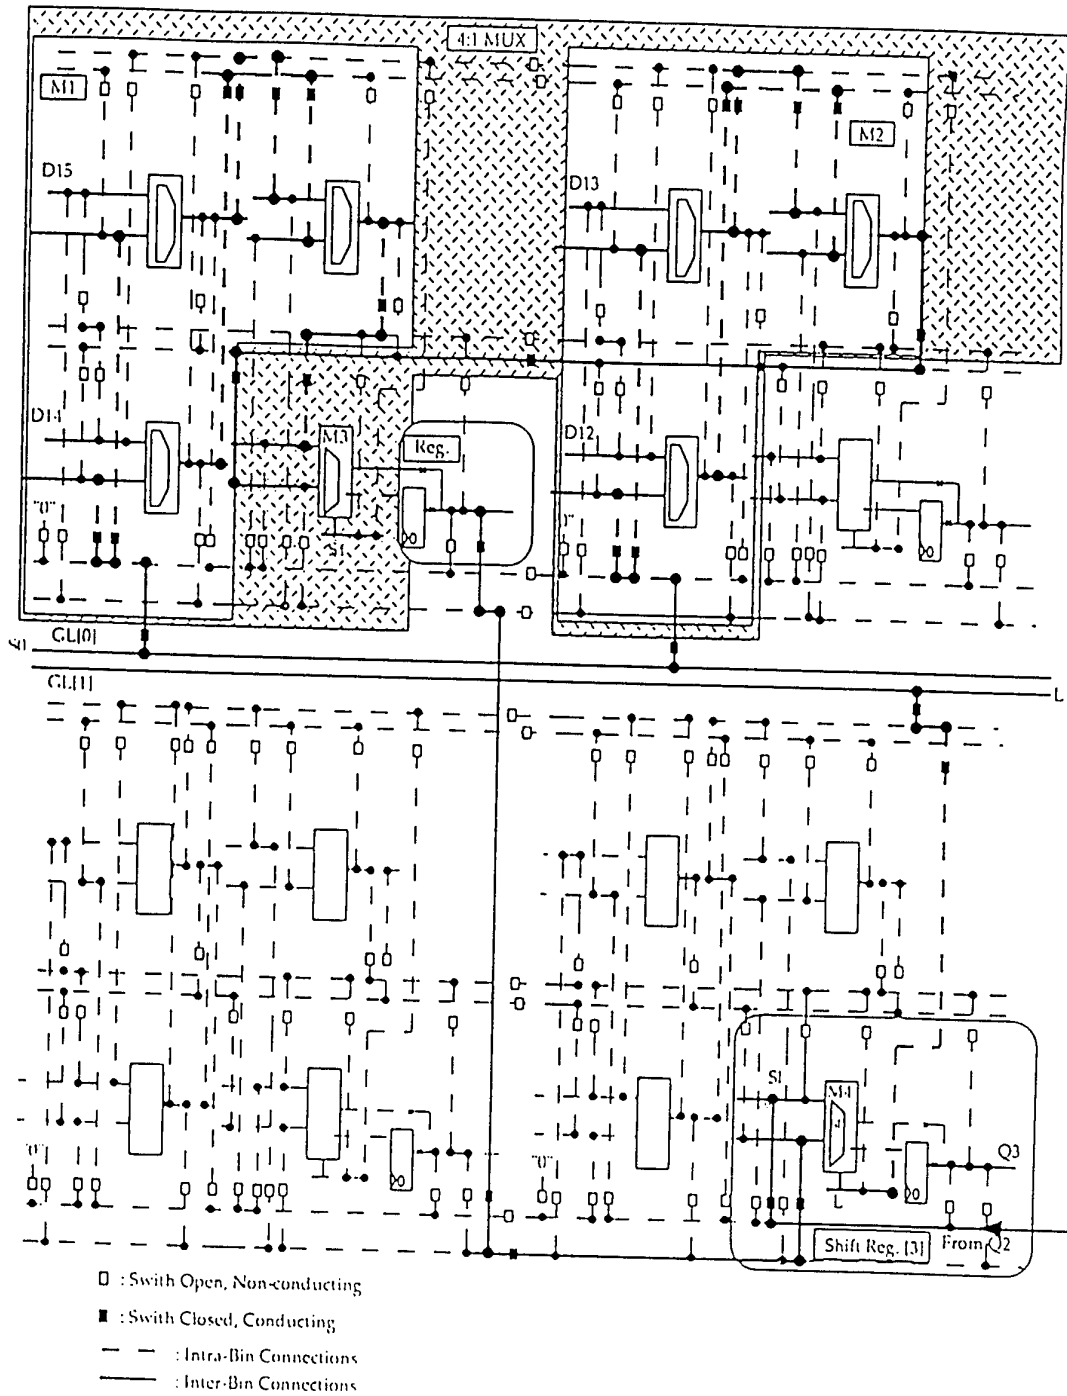 4:1 MUX
M1
M2
D15
D13
D14
M3
Reg.
D12
"0"
S1
GL[0]
GL[1]
L
SI
M4
Q3
"0"
"0"
L
Shift Reg. [3]
From Q2
: Swith Open, Non-conducting
: Swith Closed, Conducting
: Intra-Bin Connections
: Inter-Bin Connections